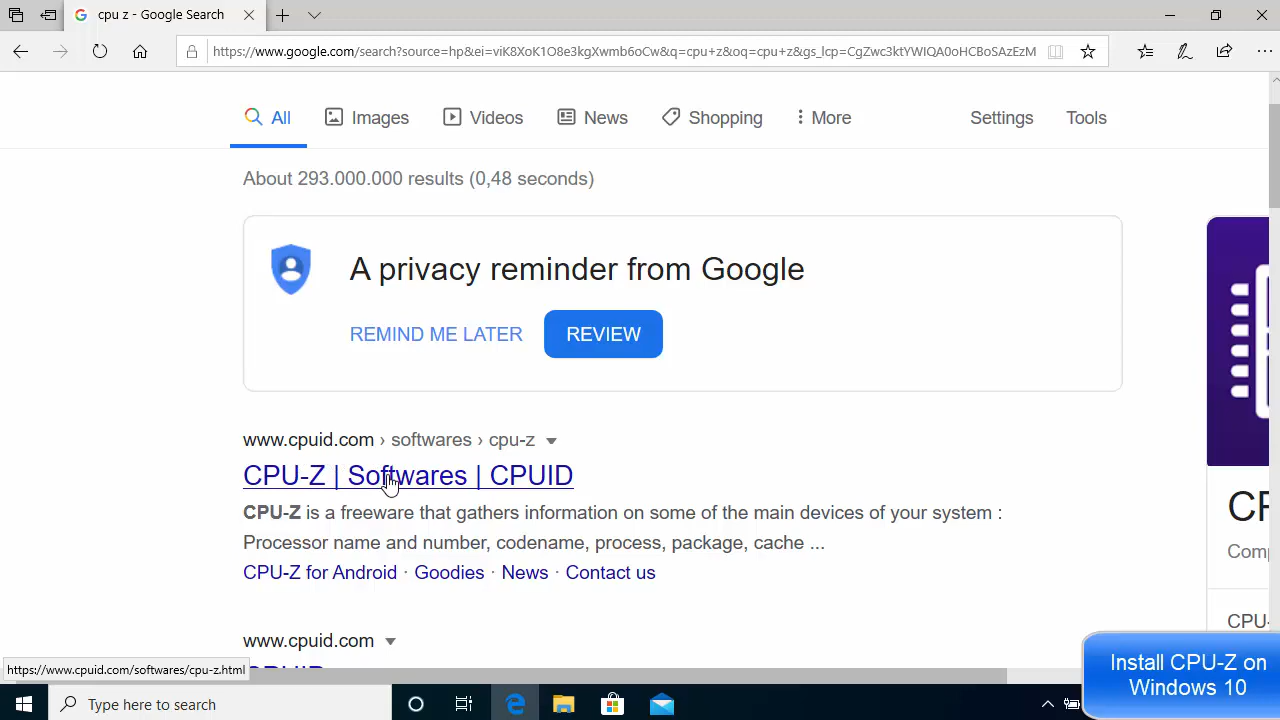 cpu z - Google Search
https://www.google.com/search?source=hp&ei=viK8XoK1O8e3kgXwmb6oCw&q=cpu+z&oq=cpu+z&gs_lcp=CgZwc3ktYWIQA0oHCBoSAzEzM
All
Images
Videos
News
Shopping
More
Settings
Tools
About 293.000.000 results (0,48 seconds)
A privacy reminder from Google
REMIND ME LATER
REVIEW
www.cpuid.com › softwares › cpu-z
CPU-Z | Softwares | CPUID
CPU-Z is a freeware that gathers information on some of the main devices of your system :
Processor name and number, codename, process, package, cache ...
CPU-Z for Android · Goodies · News · Contact us
www.cpuid.com
CPUID
Comp
CPU-
https://www.cpuid.com/softwares/cpu-z.html
Install CPU-Z on
Windows 10
Type here to search